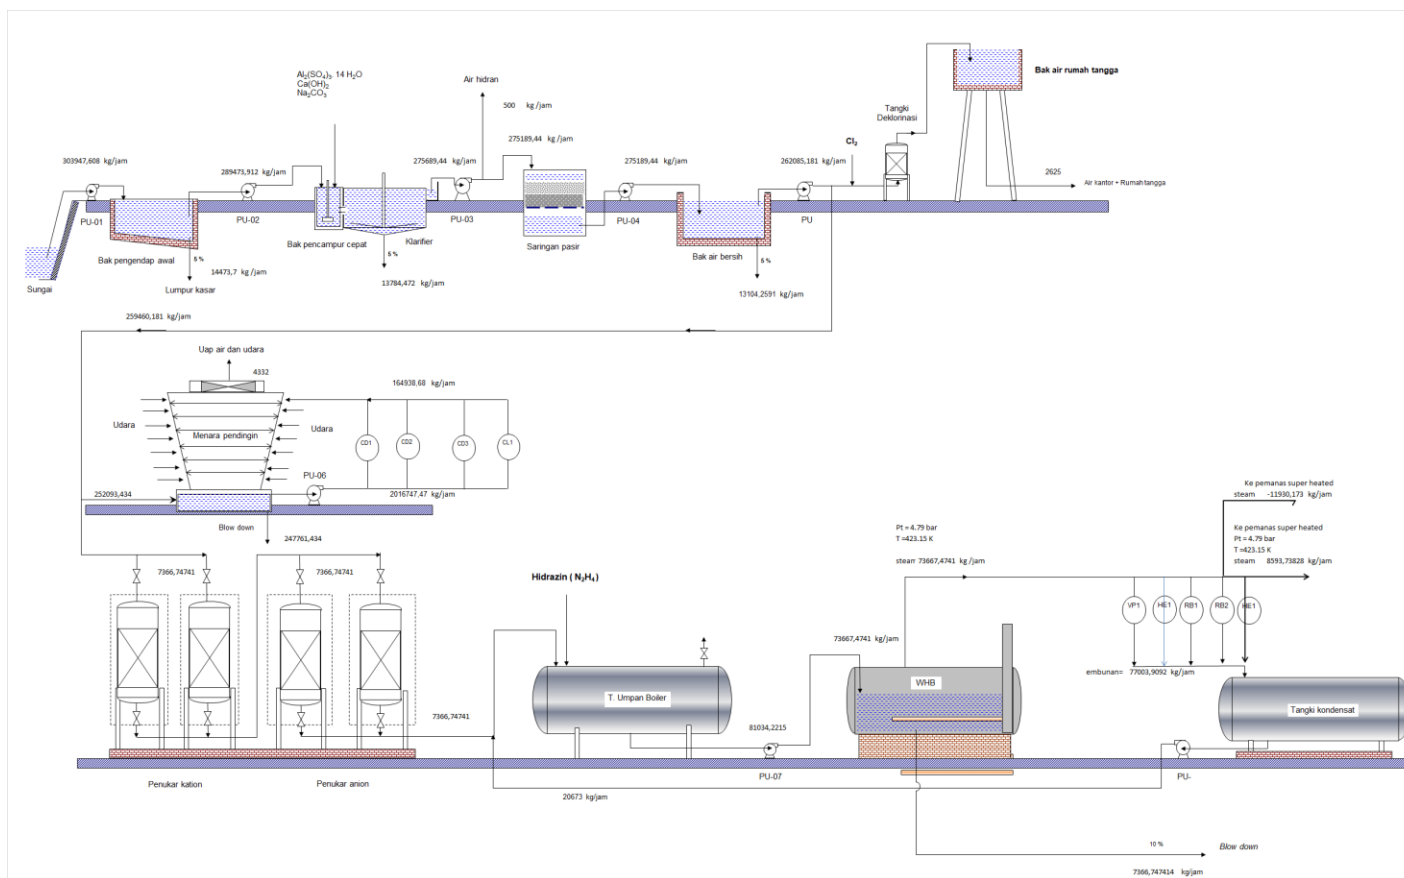 Al₂(SO₄)₃. 14 H₂O
Ca(OH)₂
Na₂CO₃
Air hidran
500 kg /jam
Bak air rumah tangga
Tangki
Deklorinasi
Cl₂
303947,608 kg/jam
289473,912 kg/jam
275689,44 kg/jam
275189,44 kg /jam
275189,44 kg/jam
262085,181 kg/jam
2625
Air kantor + Rumah tangga
PU-01
PU-02
PU-03
PU-04
PU
Bak pengendap awal
5 %
Bak pencampur cepat
Klarifier
5 %
Saringan pasir
Bak air bersih
5 %
Sungai
14473,7 kg /jam
Lumpur kasar
13784,472 kg/jam
13104,2591 kg/jam
259460,181 kg/jam
Uap air dan udara
4332
164938,68 kg/jam
Udara
Menara pendingin
Udara
CD1
CD2
CD3
CL1
PU-06
252093,434
2016747,47 kg/jam
Blow down
247761,434
Ke pemanas super heated
steam -11930,173 kg/jam
Pt = 4.79 bar
T =423.15 K
steam 73667,4741 kg /jam
Ke pemanas super heated
Pt = 4.79 bar
T =423.15 K
steam 8593,73828 kg/jam
7366,74741
7366,74741
Hidrazin ( N₂H₄ )
VP1
HE1
RB1
RB2
HE1
73667,4741 kg/jam
embunan= 77003,9092 kg/jam
T. Umpan Boiler
WHB
Tangki kondensat
7366,74741
81034,2215
PU-07
PU-
Penukar kation
Penukar anion
20673 kg/jam
10 %
Blow down
7366,747414 kg/jam